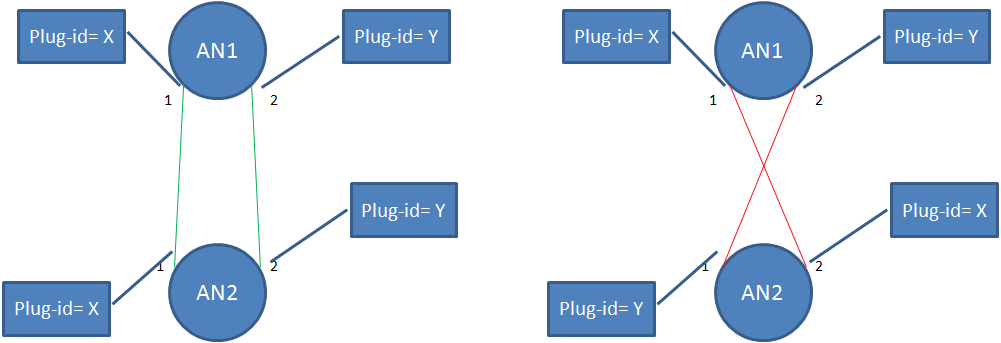 Plug-id= X
AN1
Plug-id= Y
1
2
Plug-id= Y
1
2
Plug-id= X
AN2
Plug-id= X
AN1
Plug-id= Y
1
2
Plug-id= X
1
2
Plug-id= Y
AN2